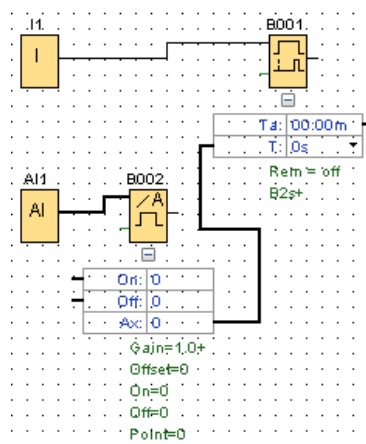 I1
B001
I
Ta: 00:00m
T: 0s
Rem = off
B2s+
AI1
B002
AI
/A
On: 0
Off: 0
Ax: 0
Gain=1.0+
Offset=0
On=0
Off=0
Point=0